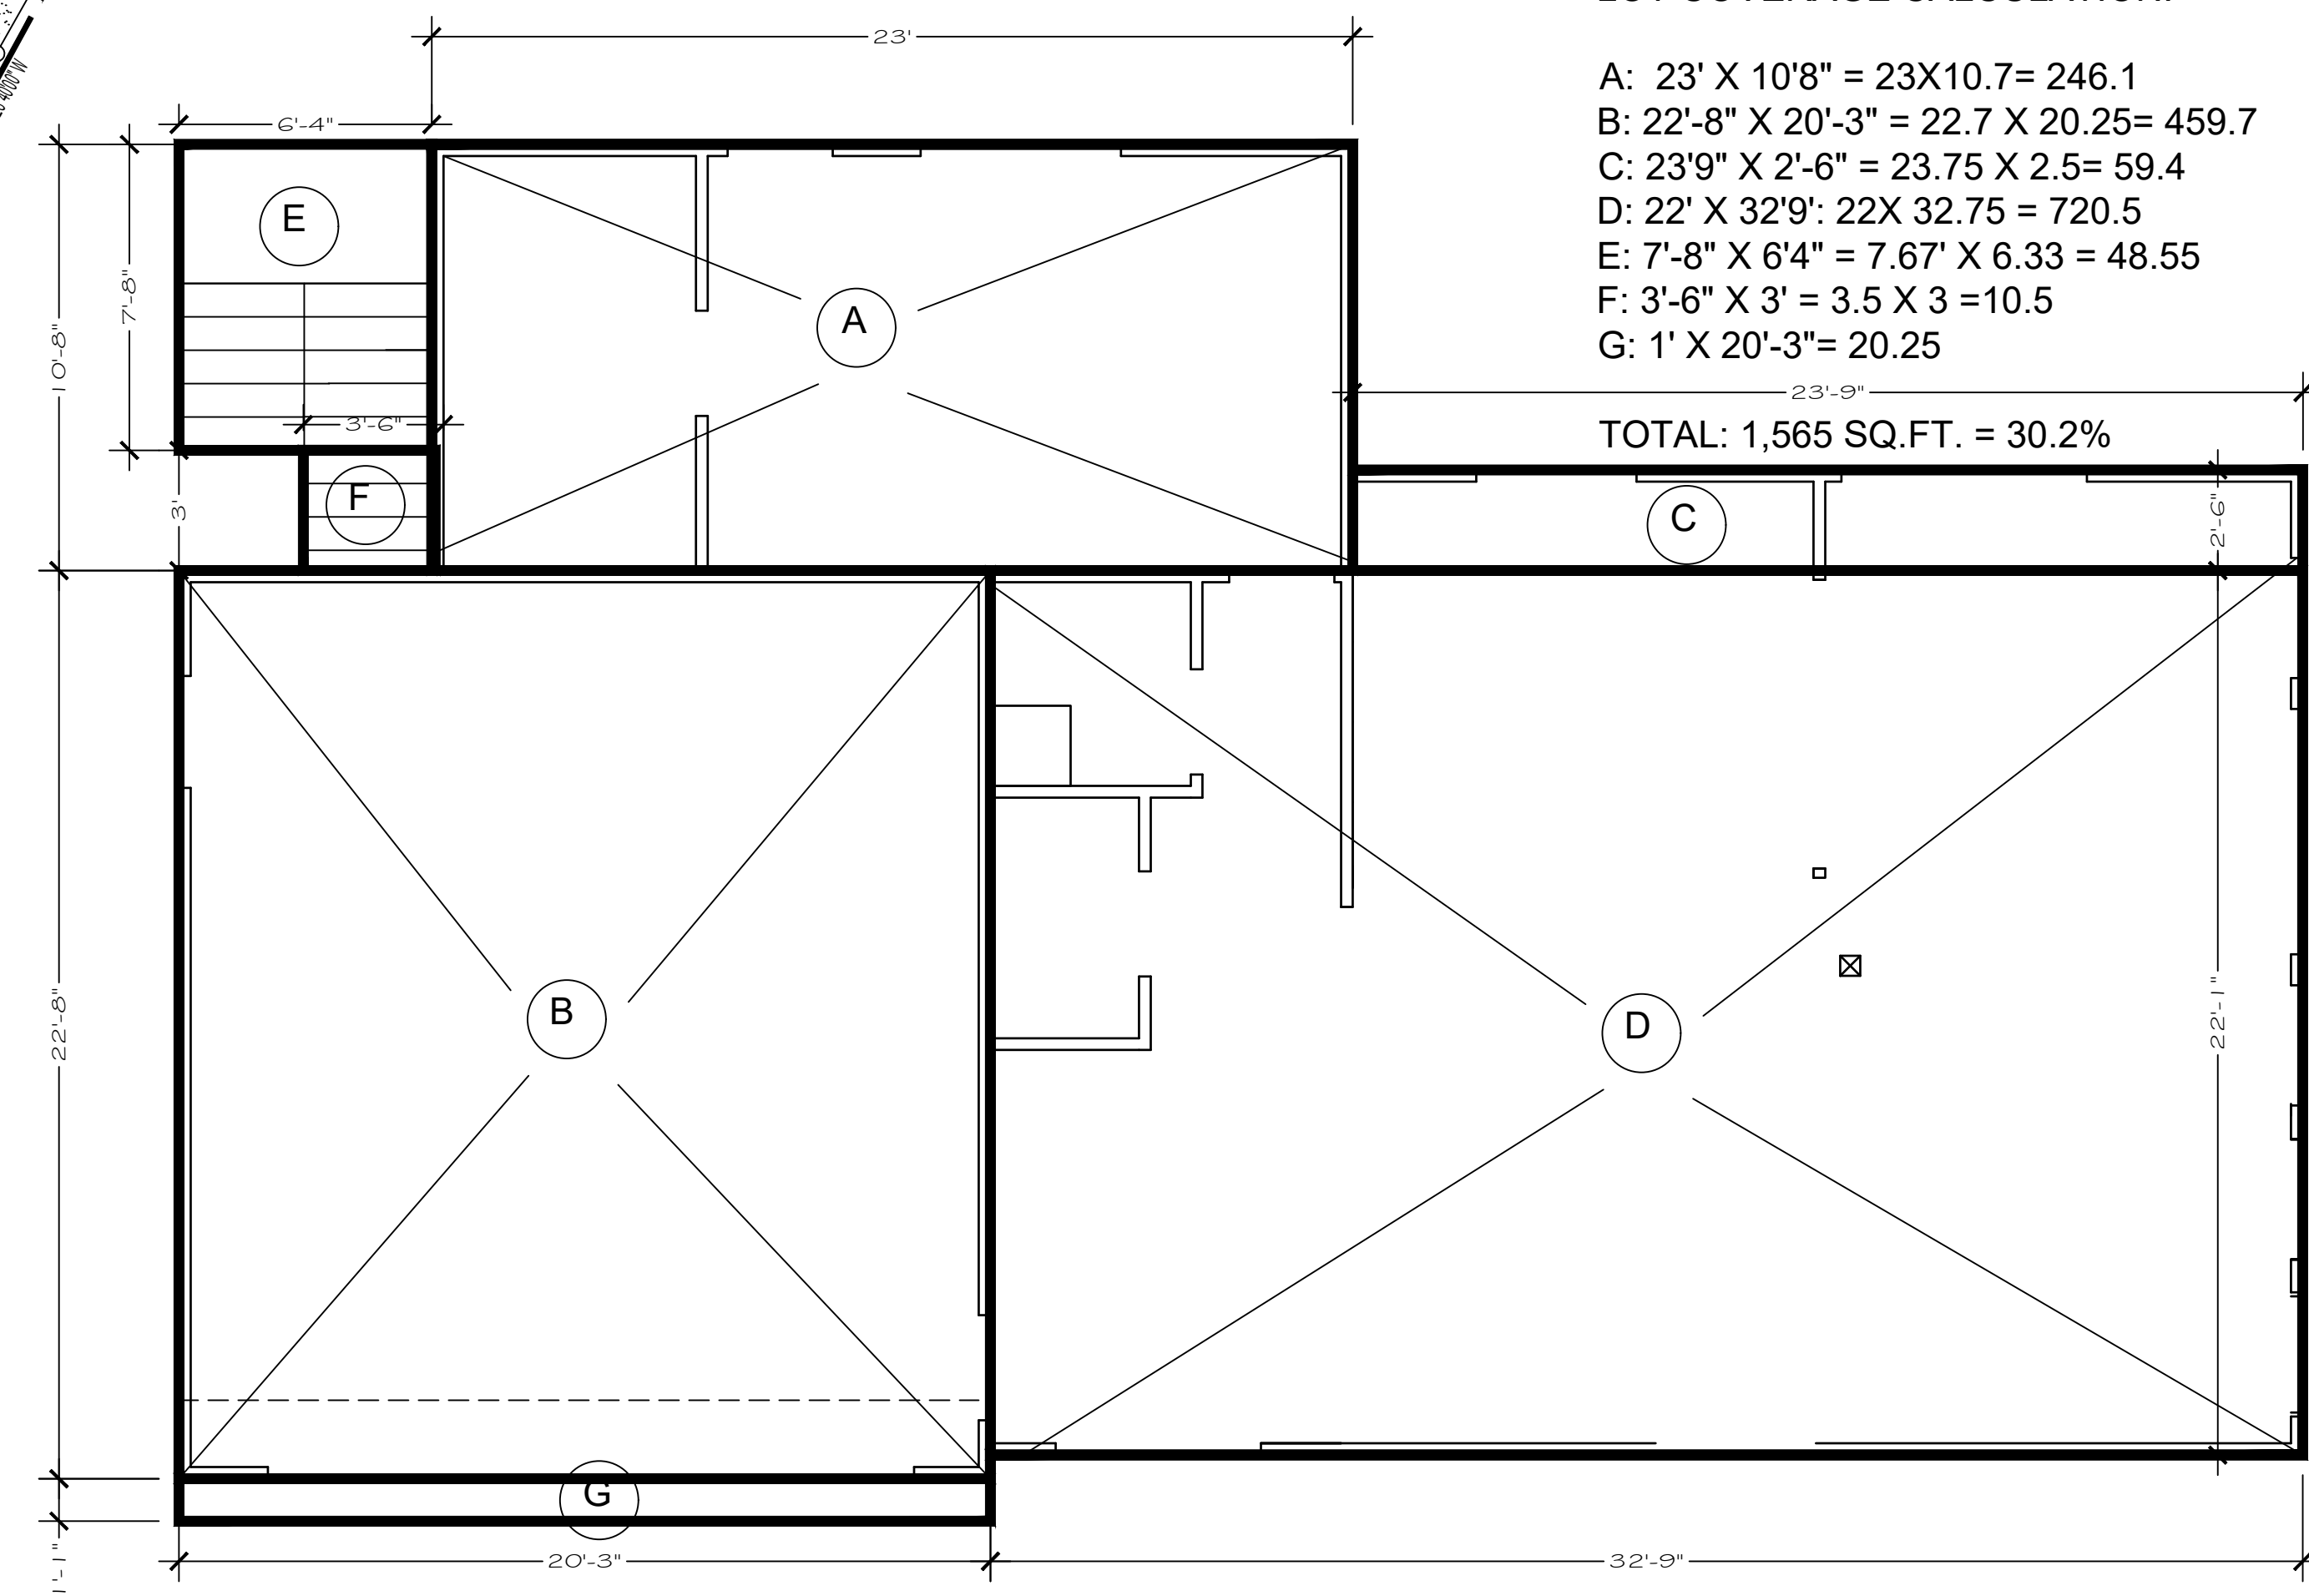 23'
A: 23' X 10'8" = 23X10.7= 246.1
B: 22'-8" X 20'-3" = 22.7 X 20.25= 459.7
C: 23'9" X 2'-6" = 23.75 X 2.5= 59.4
D: 22' X 32'9': 22X 32.75 = 720.5
E: 7'-8" X 6'4" = 7.67' X 6.33 = 48.55
F: 3'-6" X 3' = 3.5 X 3 =10.5
G: 1' X 20'-3"= 20.25
TOTAL: 1,565 SQ.FT. = 30.2%
6'-4"
E
7'-8"
10'-8"
A
23'-9"
3'-6"
F
3'
C
2'-6"
B
D
22'-8"
22'-1"
G
1'-1"
20'-3"
32'-9"